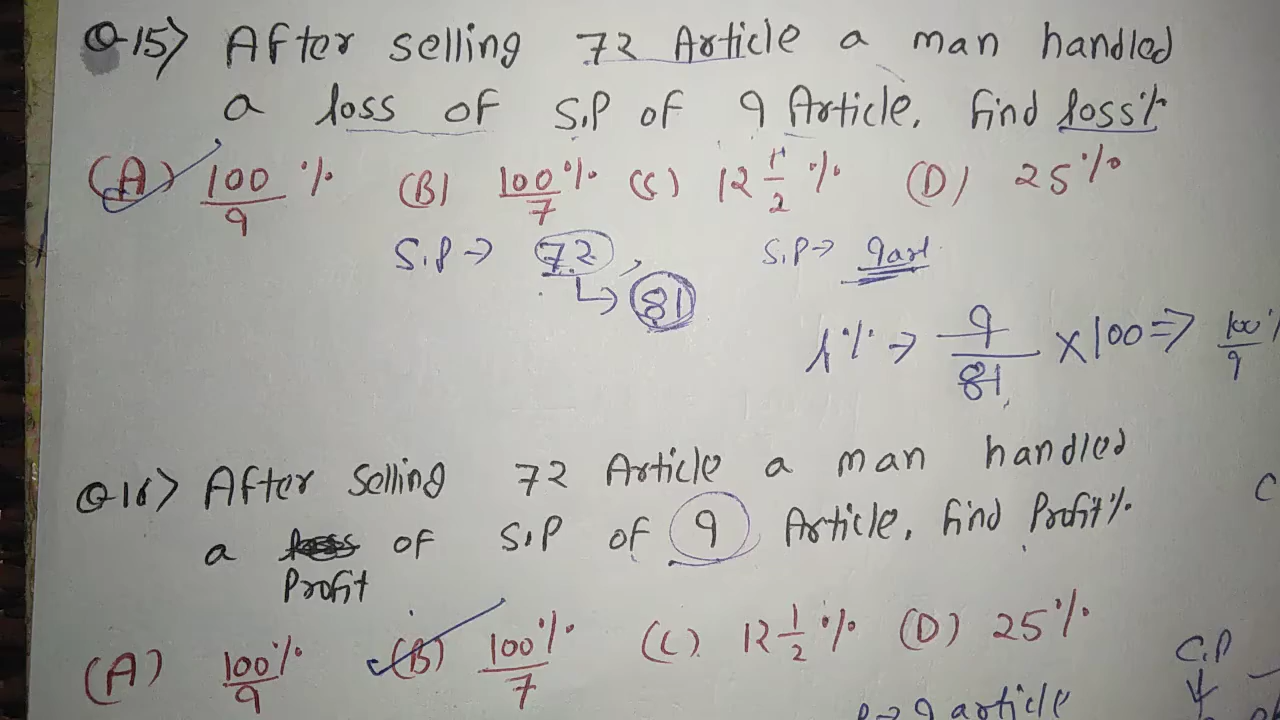 Q-15> After selling 72 Article a man handled
a loss of S.P of 9 Article. Find loss%
(A) 100/9 % (B) 100/7 % (C) 12 1/2 % (D) 25%
S.P → 72 S.P → 9 art
↳ 81
l% → 9/81 × 100 ⇒ 100/9 %
Q-16> After selling 72 Article a man handled
a of S.P of 9 Article. Find Profit%
Profit
(A) 100/9 % (B) 100/7 % (C) 12 1/2 % (D) 25%
C.P
9 article